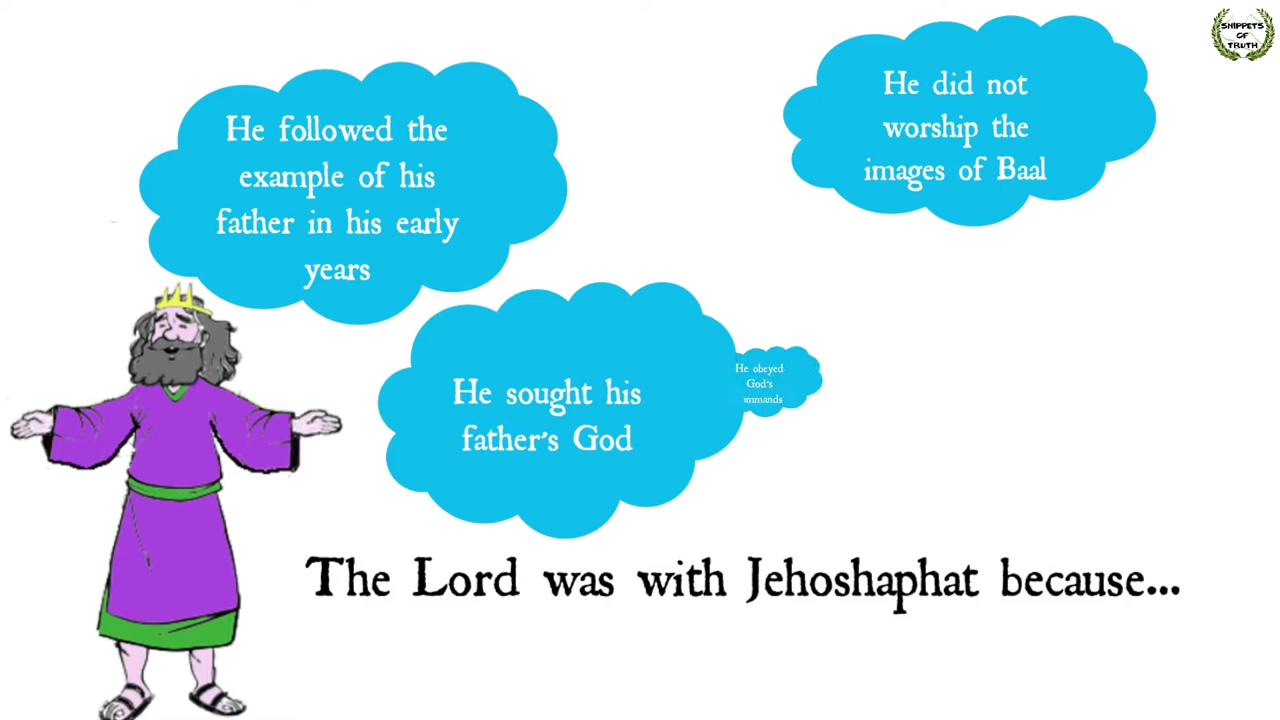 SNIPPETS
OF
TRUTH
He followed the
example of his
father in his early
years
He did not
worship the
images of Baal
He sought his
father's God
He obeyed
God's
ommands
The Lord was with Jehoshaphat because...